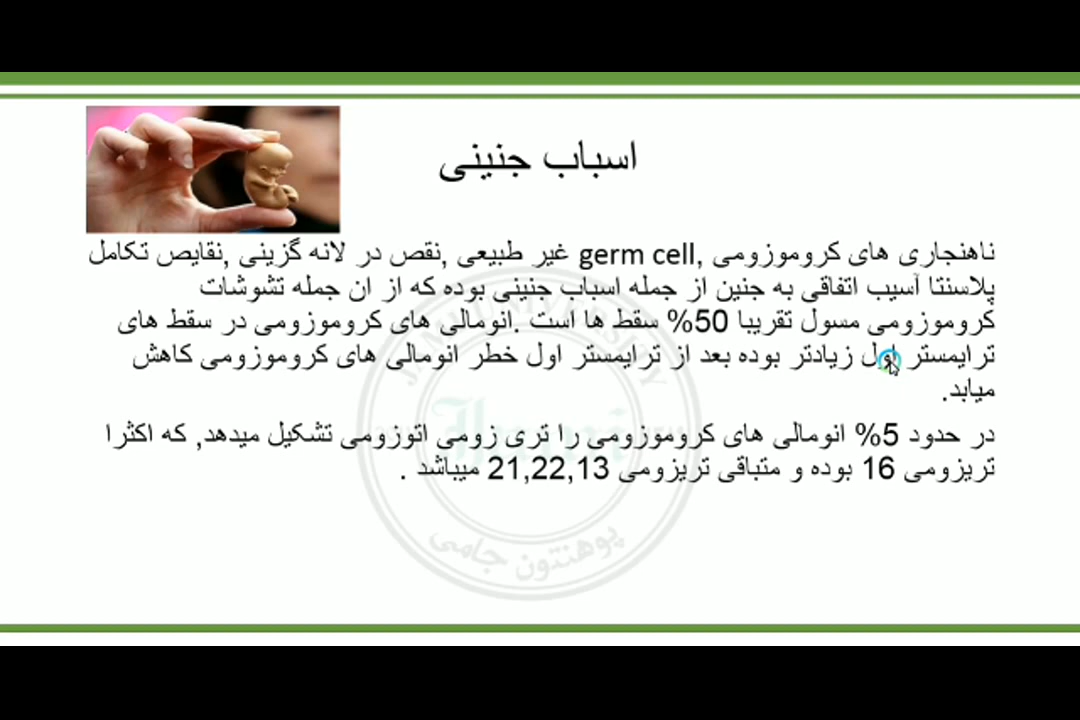 اسباب جنینی
ناهنجاری های کروموزومی ,germ cell غیر طبیعی ,نقص در لانه گزینی ,نقایص تکامل
پلاسنتا آسیب اتفاقی به جنین از جمله اسباب جنینی بوده که از ان جمله تشوشات
کروموزومی مسول تقریبا 50% سقط ها است .انومالی های کروموزومی در سقط های
ترایمستر اول زیادتر بوده بعد از ترایمستر اول خطر انومالی های کروموزومی کاهش
میابد.
در حدود 5% انومالی های کروموزومی را تری زومی اتوزومی تشکیل میدهد, که اکثرا
تریزومی 16 بوده و متباقی تریزومی 21,22,13 میباشد .
پوهنتون جامی